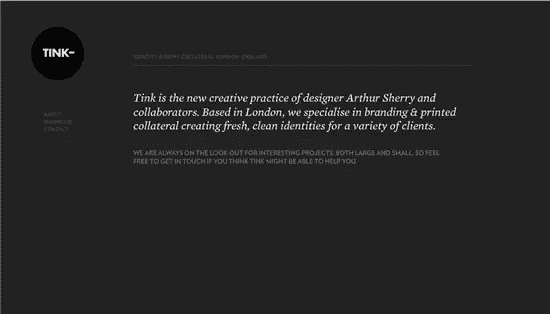 TINK–
IDENTITY & PRINT COLLATERAL. LONDON, ENGLAND
ABOUT
CONTACT
Tink is the new creative practice of designer Arthur Sherry and
collaborators. Based in London, we specialise in branding & printed
collateral creating fresh, clean identities for a variety of clients.
WE ARE ALWAYS ON THE LOOK OUT FOR INTERESTING PROJECTS, BOTH LARGE AND SMALL, SO FEEL
FREE TO GET IN TOUCH IF YOU THINK TINK MIGHT BE ABLE TO HELP YOU.